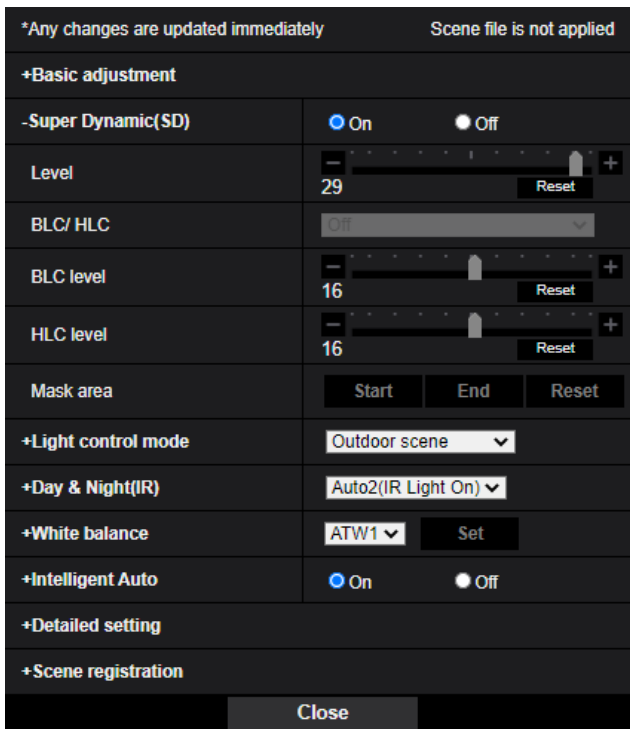 *Any changes are updated immediately Scene file is not applied
+Basic adjustment
-Super Dynamic(SD) On Off
Level - +
29 Reset
BLC/ HLC Off
BLC level - +
16 Reset
HLC level - +
16 Reset
Mask area Start End Reset
+Light control mode Outdoor scene
+Day & Night(IR) Auto2(IR Light On)
+White balance ATW1 Set
+Intelligent Auto On Off
+Detailed setting
+Scene registration
Close